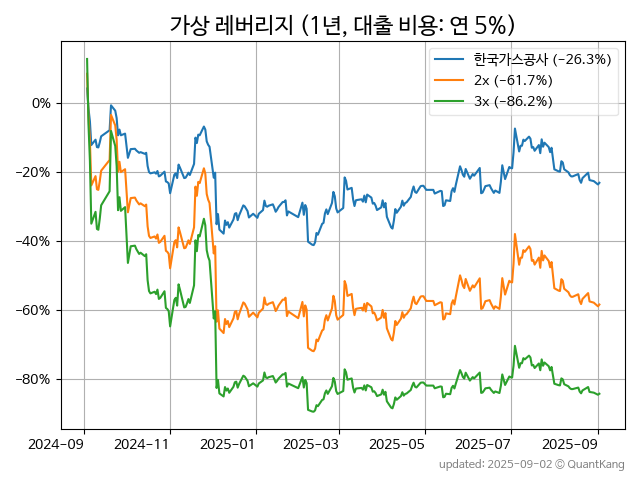 가상 레버리지 (1년, 대출 비용: 연 5%)
한국가스공사 (−26.3%)
2x (−61.7%)
3x (−86.2%)
0%
−20%
−40%
−60%
−80%
2024−09 2024−11 2025−01 2025−03 2025−05 2025−07 2025−09
updated: 2025-09-02 © QuantKang